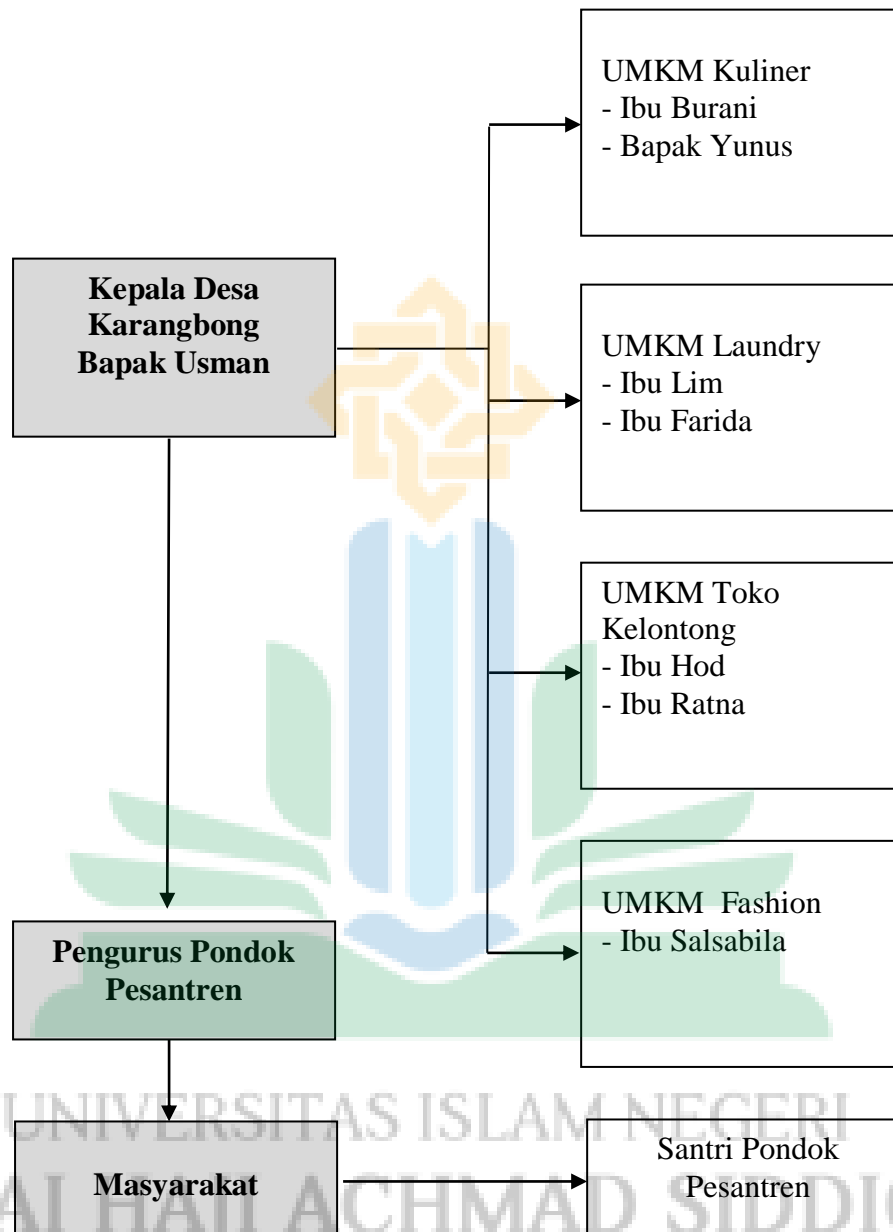 UMKM Kuliner
- Ibu Burani
- Bapak Yunus
Kepala Desa
Karangbong
Bapak Usman
UMKM Laundry
- Ibu Lim
- Ibu Farida
UMKM Toko
Kelontong
- Ibu Hod
- Ibu Ratna
UMKM Fashion
- Ibu Salsabila
Pengurus Pondok
Pesantren
UNIVERSITAS ISLAM NEGERI
HAJI ACHMAD
Masyarakat
Santri Pondok
Pesantren